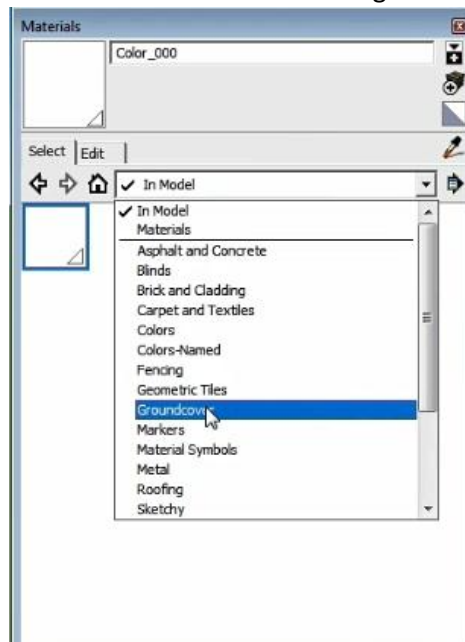 Materials
Color_000
Select Edit
In Model
In Model
Materials
Asphalt and Concrete
Blinds
Brick and Cladding
Carpet and Textiles
Colors
Colors-Named
Fencing
Geometric Tiles
Groundcover
Markers
Material Symbols
Metal
Roofing
Sketchy